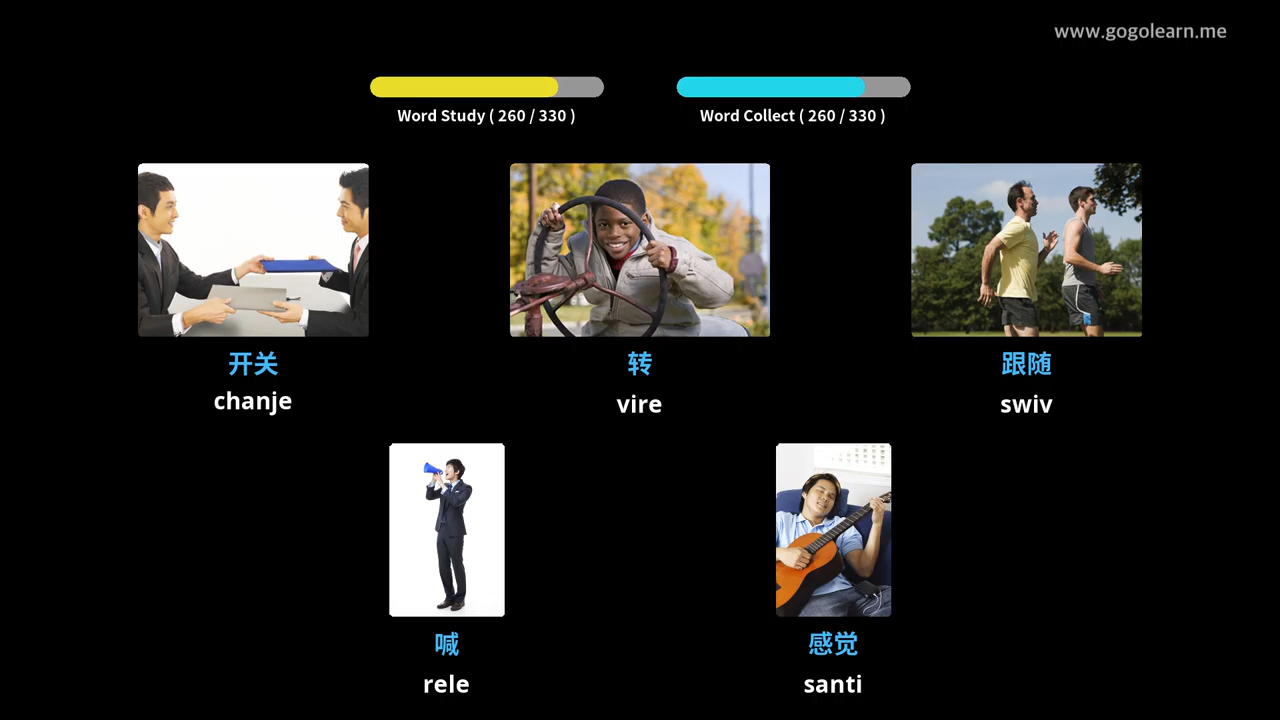 www.gogolearn.me
Word Study ( 260 / 330 )
Word Collect ( 260 / 330 )
开关
chanje
转
vire
跟随
swiv
喊
rele
感觉
santi